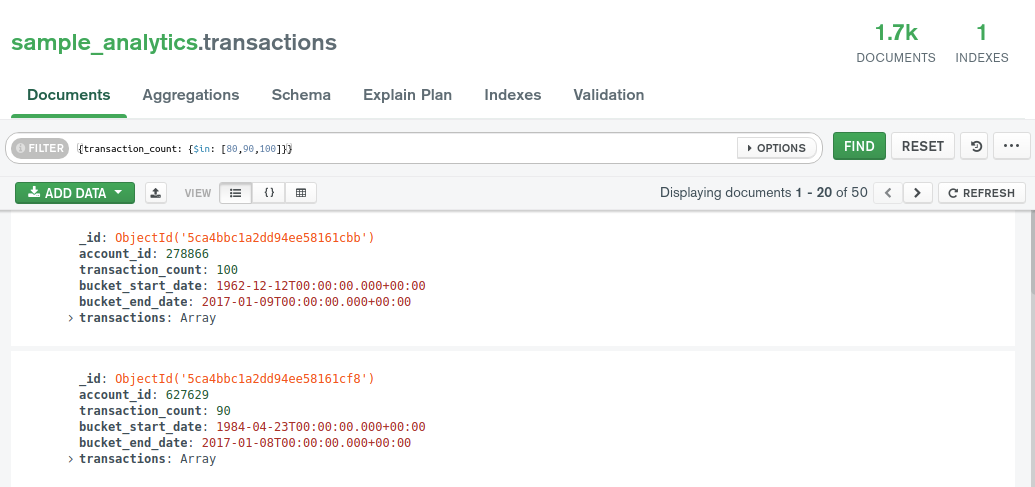 sample_analytics.transactions
1.7k DOCUMENTS
1 INDEXES
Documents Aggregations Schema Explain Plan Indexes Validation
FILTER {transaction_count: {$in: [80,90,100]}} OPTIONS FIND RESET ...
ADD DATA VIEW { } Displaying documents 1 - 20 of 50 < > REFRESH
_id: ObjectId('5ca4bbc1a2dd94ee58161cbb')
account_id: 278866
transaction_count: 100
bucket_start_date: 1962-12-12T00:00:00.000+00:00
bucket_end_date: 2017-01-09T00:00:00.000+00:00
> transactions: Array
_id: ObjectId('5ca4bbc1a2dd94ee58161cf8')
account_id: 627629
transaction_count: 90
bucket_start_date: 1984-04-23T00:00:00.000+00:00
bucket_end_date: 2017-01-08T00:00:00.000+00:00
> transactions: Array